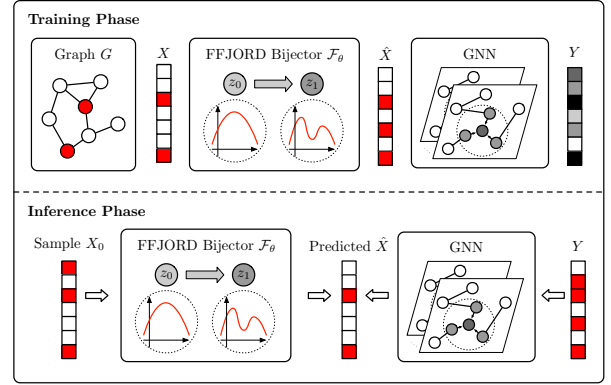 Training Phase
Graph G X FFJORD Bijector 𝓕θ X̂ GNN Y
z₀ z₁
Inference Phase
Sample X₀ FFJORD Bijector 𝓕θ Predicted X̂ GNN Y
z₀ z₁